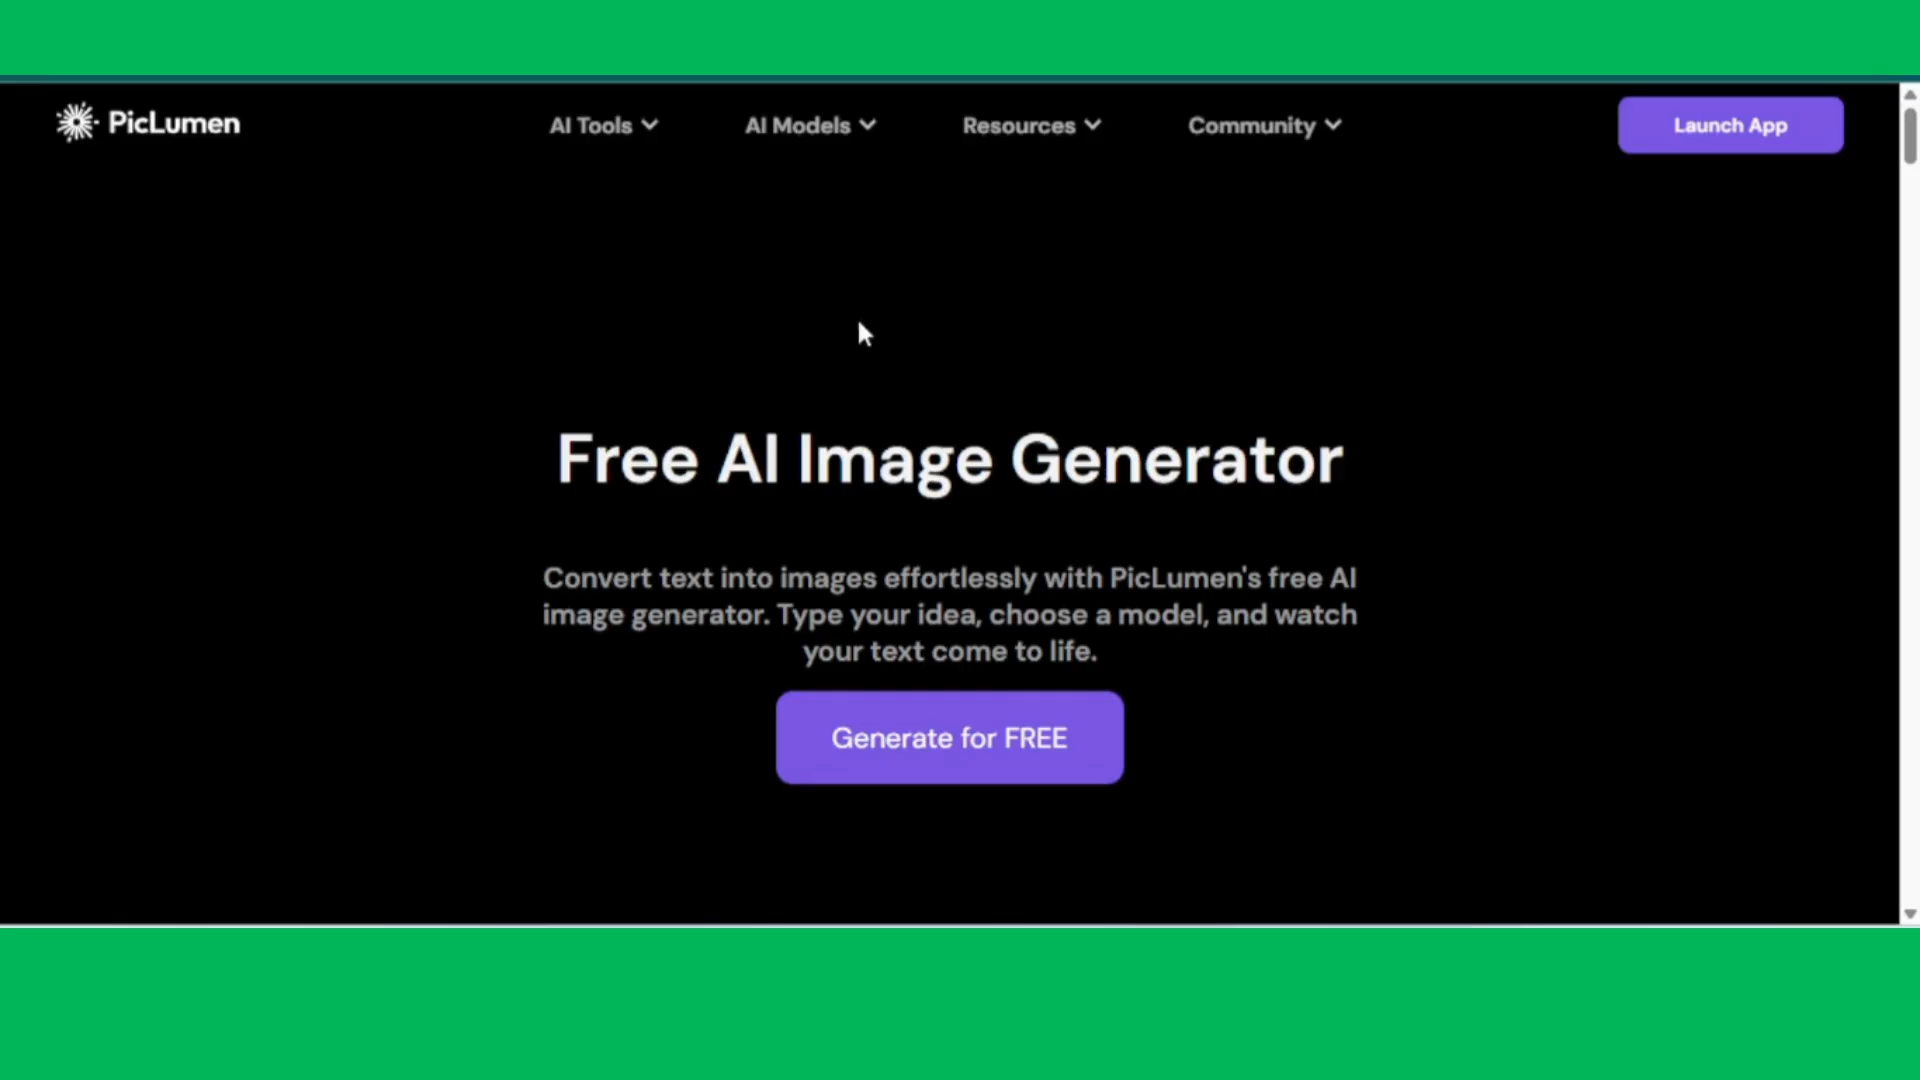 PicLumen
AI Tools
AI Models
Resources
Community
Launch App
Free AI Image Generator
Convert text into images effortlessly with PicLumen's free AI
image generator. Type your idea, choose a model, and watch
your text come to life.
Generate for FREE